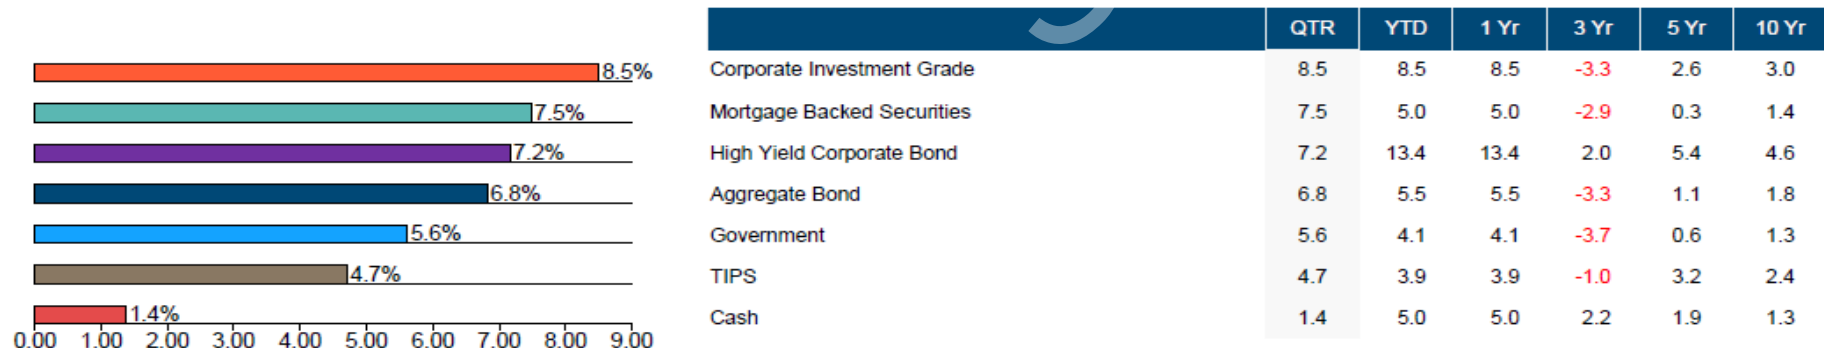 QTR YTD 1 Yr 3 Yr 5 Yr 10 Yr
8.5% Corporate Investment Grade 8.5 8.5 8.5 -3.3 2.6 3.0
7.5% Mortgage Backed Securities 7.5 5.0 5.0 -2.9 0.3 1.4
7.2% High Yield Corporate Bond 7.2 13.4 13.4 2.0 5.4 4.6
6.8% Aggregate Bond 6.8 5.5 5.5 -3.3 1.1 1.8
5.6% Government 5.6 4.1 4.1 -3.7 0.6 1.3
4.7% TIPS 4.7 3.9 3.9 -1.0 3.2 2.4
1.4% Cash 1.4 5.0 5.0 2.2 1.9 1.3
0.00 1.00 2.00 3.00 4.00 5.00 6.00 7.00 8.00 9.00